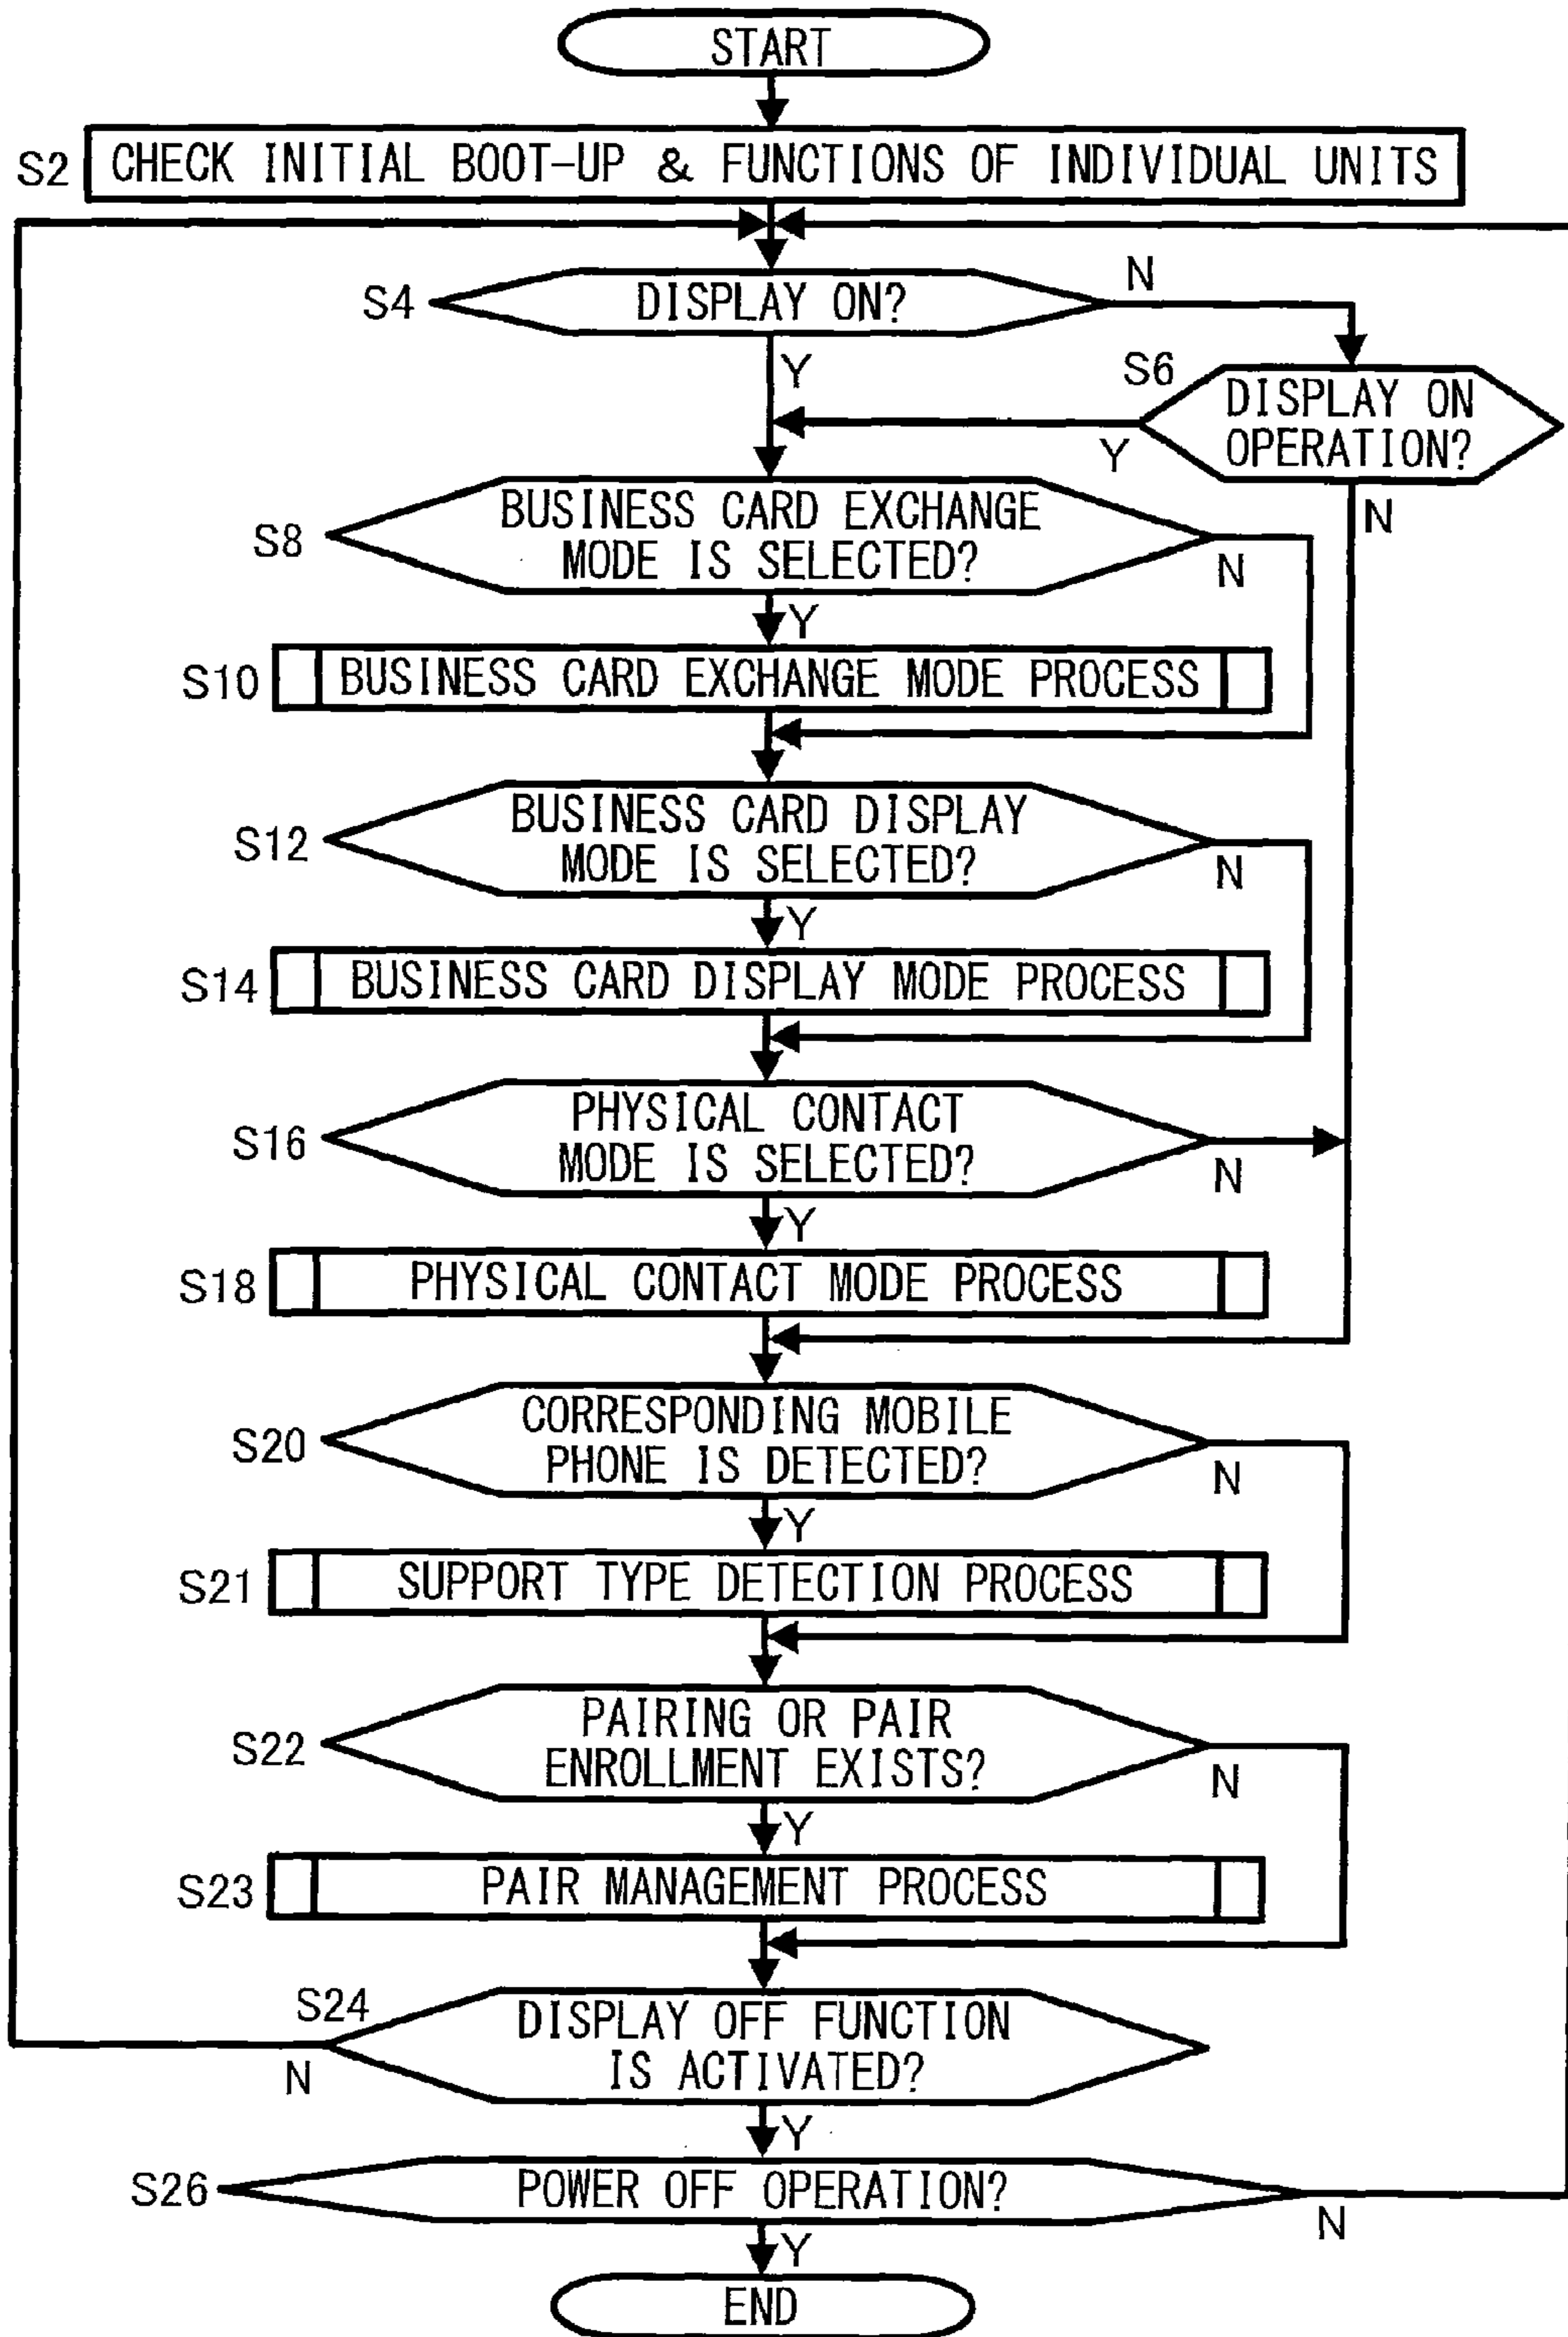 START
S2
CHECK INITIAL BOOT-UP & FUNCTIONS OF INDIVIDUAL UNITS
S4
DISPLAY ON?
N
Y
S6
DISPLAY ON
OPERATION?
Y
N
S8
BUSINESS CARD EXCHANGE
MODE IS SELECTED?
N
Y
S10
BUSINESS CARD EXCHANGE MODE PROCESS
S12
BUSINESS CARD DISPLAY
MODE IS SELECTED?
N
Y
S14
BUSINESS CARD DISPLAY MODE PROCESS
S16
PHYSICAL CONTACT
MODE IS SELECTED?
N
Y
S18
PHYSICAL CONTACT MODE PROCESS
S20
CORRESPONDING MOBILE
PHONE IS DETECTED?
N
Y
S21
SUPPORT TYPE DETECTION PROCESS
S22
PAIRING OR PAIR
ENROLLMENT EXISTS?
N
Y
S23
PAIR MANAGEMENT PROCESS
S24
DISPLAY OFF FUNCTION
IS ACTIVATED?
N
Y
S26
POWER OFF OPERATION?
N
Y
END